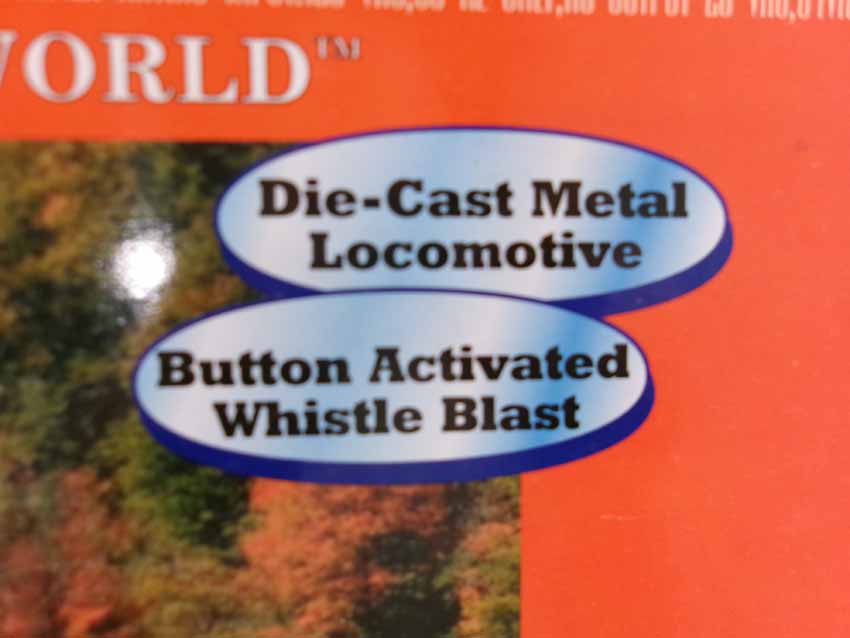 WORLD™
Die-Cast Metal
Locomotive
Button Activated
Whistle Blast